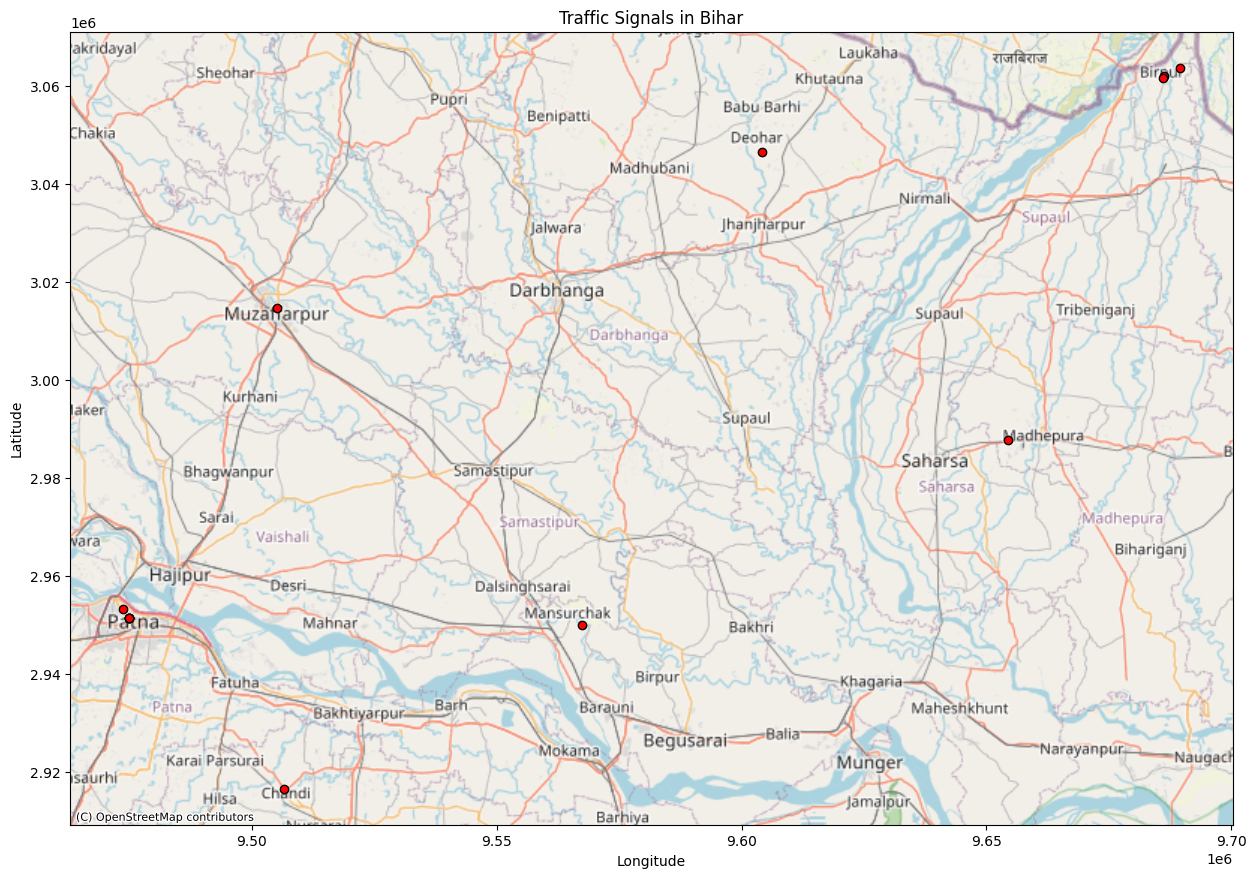 Traffic Signals in Bihar
1e6
Laukaha
राजबिराज
akridayal
Sheohar
Birpur
Khutauna
3.06
Pupri
Babu Barhi
Benipatti
Chakia
Deohar
Madhubani
3.04
Nirmali
Supaul
Jalwara
Jhanjharpur
3.02
Darbhanga
Muzaffarpur
Supaul
Tribeniganj
Darbhanga
3.00
Kurhani
Maker
Supaul
Madhepura
Saharsa
B
Bhagwanpur
Samastipur
2.98
Saharsa
Sarai
Samastipur
Madhepura
Vaishali
wara
Bihariganj
2.96
Hajipur
Desri
Dalsinghsarai
Mansurchak
Patna
Mahnar
Bakhri
2.94
Fatuha
Birpur
Khagaria
Patna
Bakhtiyarpur
Barh
Barauni
Maheshkhunt
Begusarai
Balia
Mokama
Narayanpur
Naugach
Karai Parsurai
Munger
2.92
asaurhi
Hilsa
Chandi
Jamalpur
Barhiya
(C) OpenStreetMap contributors
9.50
9.55
9.60
9.65
9.70
1e6
Longitude
Latitude